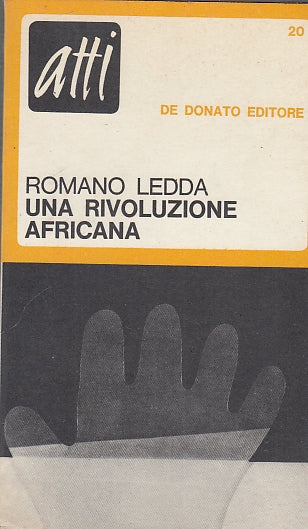 20
atti
DE DONATO EDITORE
ROMANO LEDDA
UNA RIVOLUZIONE
AFRICANA